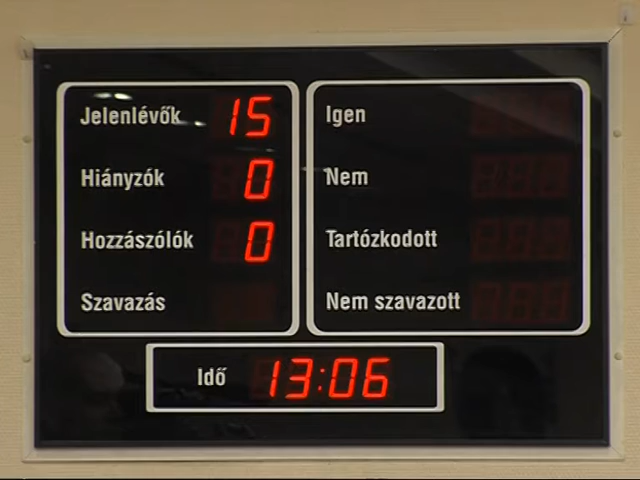 Jelenlévők 15
Hiányzók 0
Hozzászólók 0
Szavazás
Igen
Nem
Tartózkodott
Nem szavazott
Idő 13:06